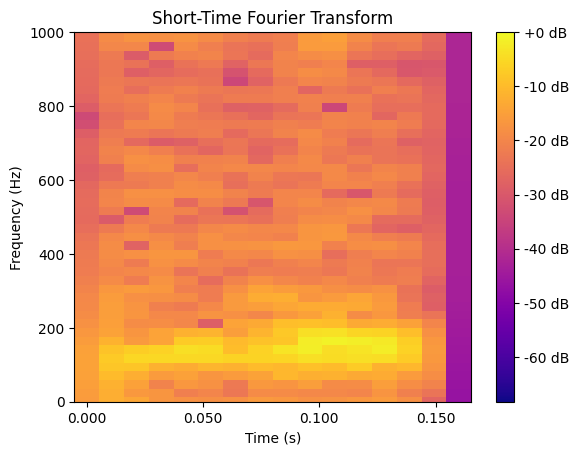 Short-Time Fourier Transform
1000
800
600
400
200
0
Frequency (Hz)
0.000
0.050
0.100
0.150
Time (s)
+0 dB
-10 dB
-20 dB
-30 dB
-40 dB
-50 dB
-60 dB